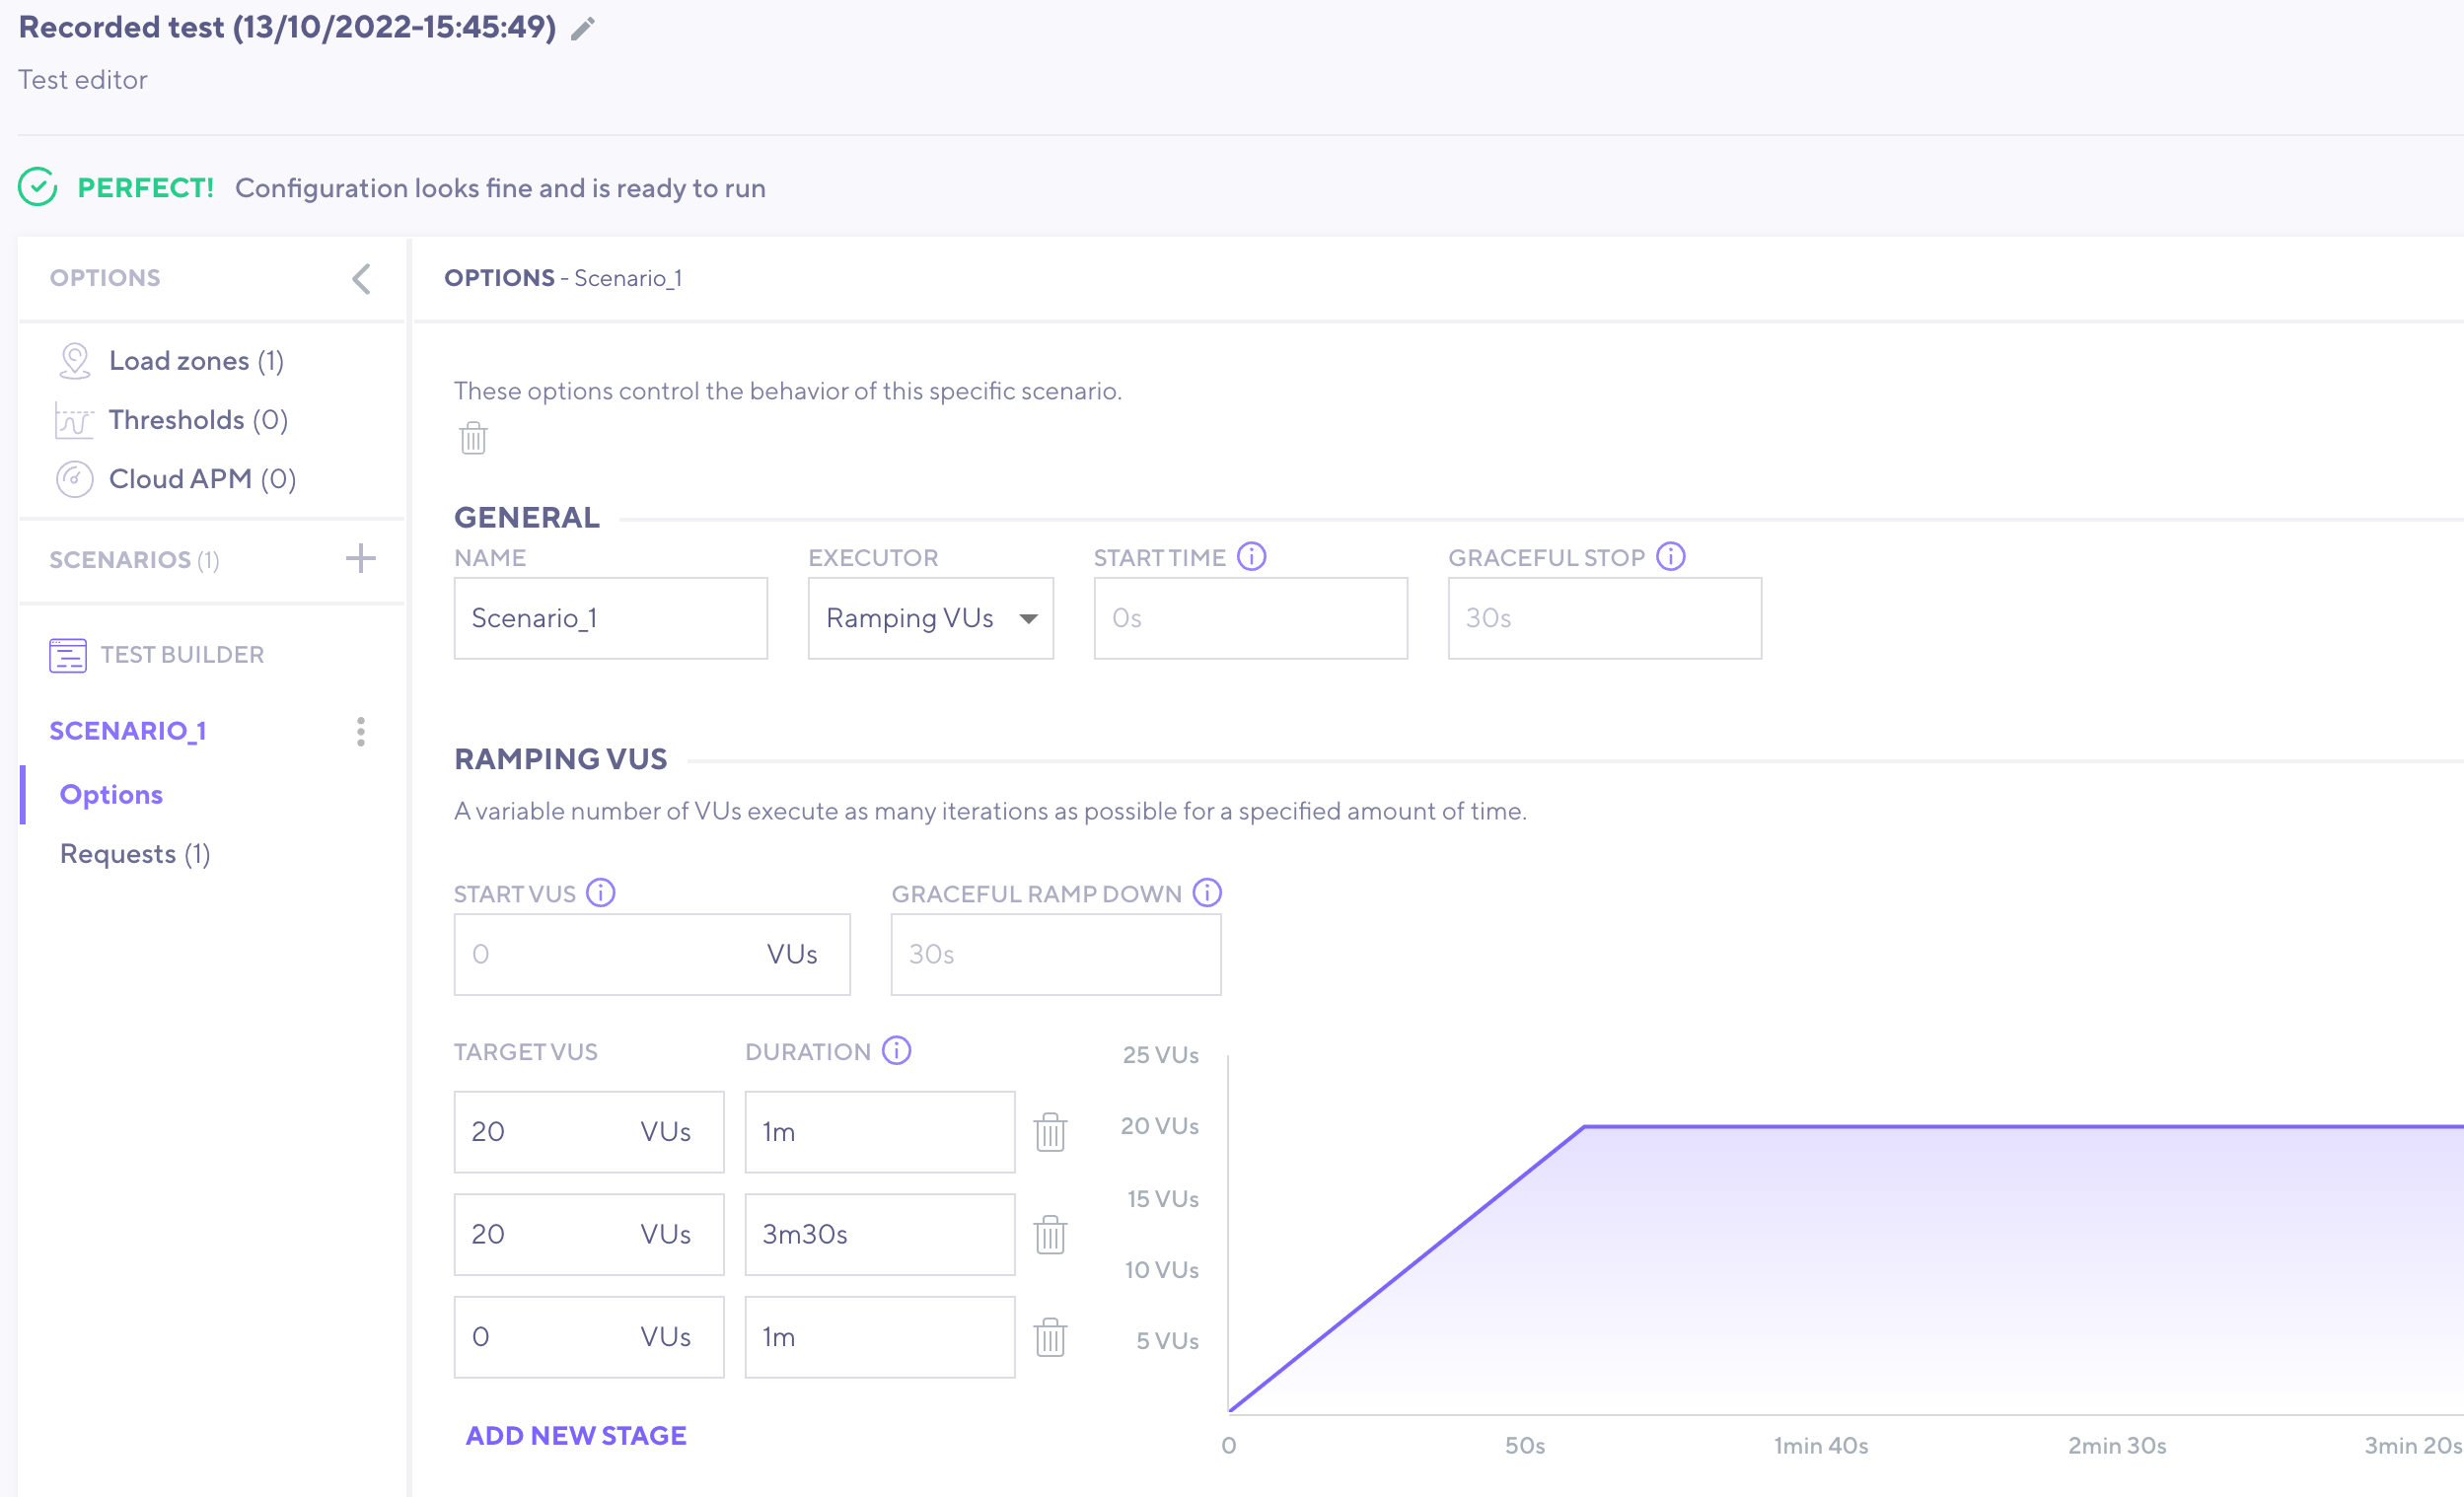 Recorded test (13/10/2022-15:45:49)
Test editor
PERFECT! Configuration looks fine and is ready to run
OPTIONS
Load zones (1)
Thresholds (0)
Cloud APM (0)
SCENARIOS (1)
TEST BUILDER
SCENARIO_1
Options
Requests (1)
OPTIONS - Scenario_1
These options control the behavior of this specific scenario.
GENERAL
NAME EXECUTOR START TIME GRACEFUL STOP
Scenario_1 Ramping VUs 0s 30s
RAMPING VUS
A variable number of VUs execute as many iterations as possible for a specified amount of time.
START VUS GRACEFUL RAMP DOWN
0 VUs 30s
TARGET VUS DURATION
20 VUs 1m
20 VUs 3m30s
0 VUs 1m
ADD NEW STAGE
25 VUs
20 VUs
15 VUs
10 VUs
5 VUs
0 50s 1min 40s 2min 30s 3min 20s